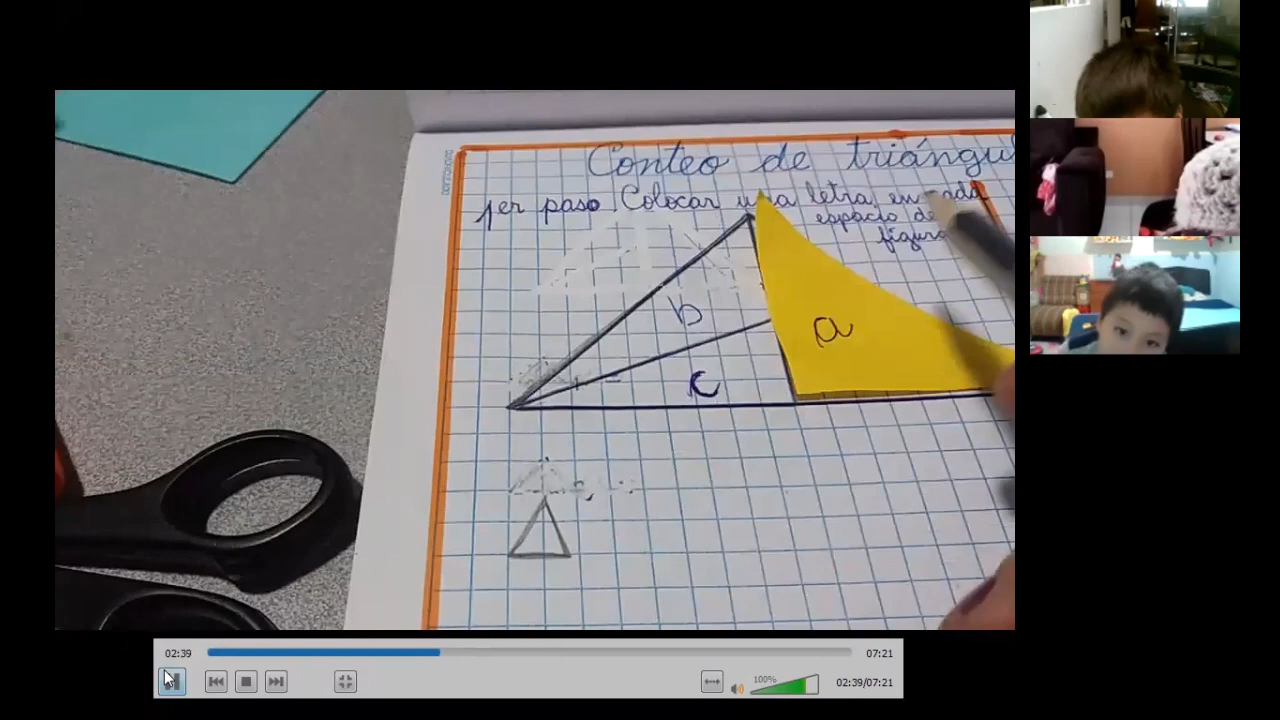 Conteo de triángul
1er paso Colocar una letra en cada
espacio de
figura
b
a
c
02:39
07:21
100%
02:39/07:21